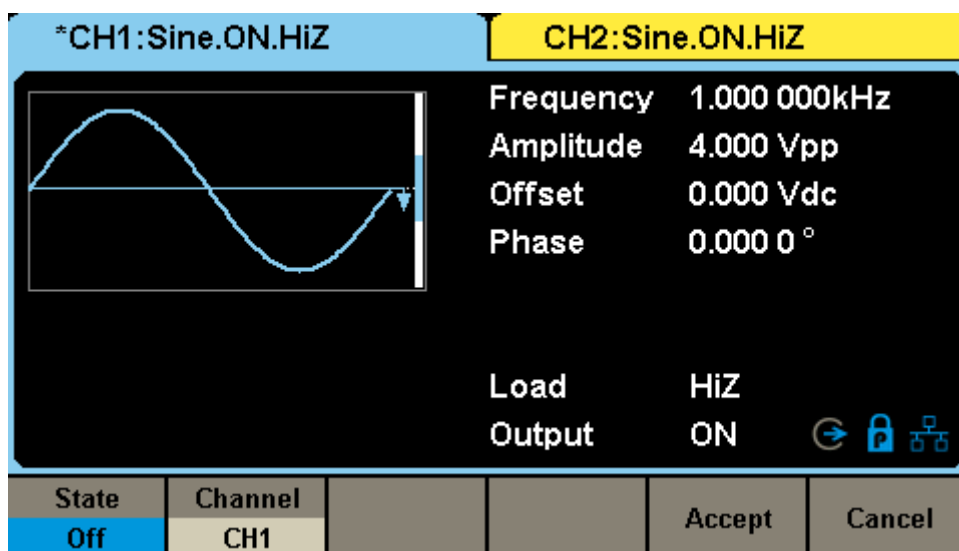 *CH1:Sine.ON.HiZ CH2:Sine.ON.HiZ
Frequency 1.000 000kHz
Amplitude 4.000 Vpp
Offset 0.000 Vdc
Phase 0.000 0 °
Load HiZ
Output ON
State Channel Accept Cancel
Off CH1